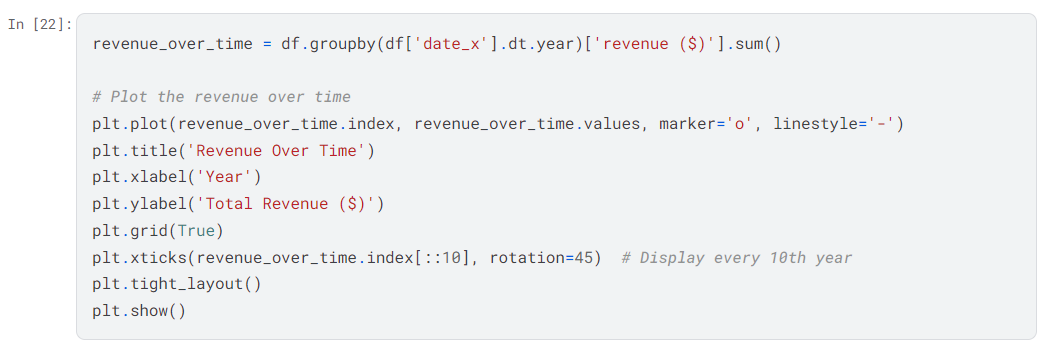 In [22]:
revenue_over_time = df.groupby(df['date_x'].dt.year)['revenue ($)'].sum()
# Plot the revenue over time
plt.plot(revenue_over_time.index, revenue_over_time.values, marker='o', linestyle='-')
plt.title('Revenue Over Time')
plt.xlabel('Year')
plt.ylabel('Total Revenue ($)')
plt.grid(True)
plt.xticks(revenue_over_time.index[::10], rotation=45)  # Display every 10th year
plt.tight_layout()
plt.show()